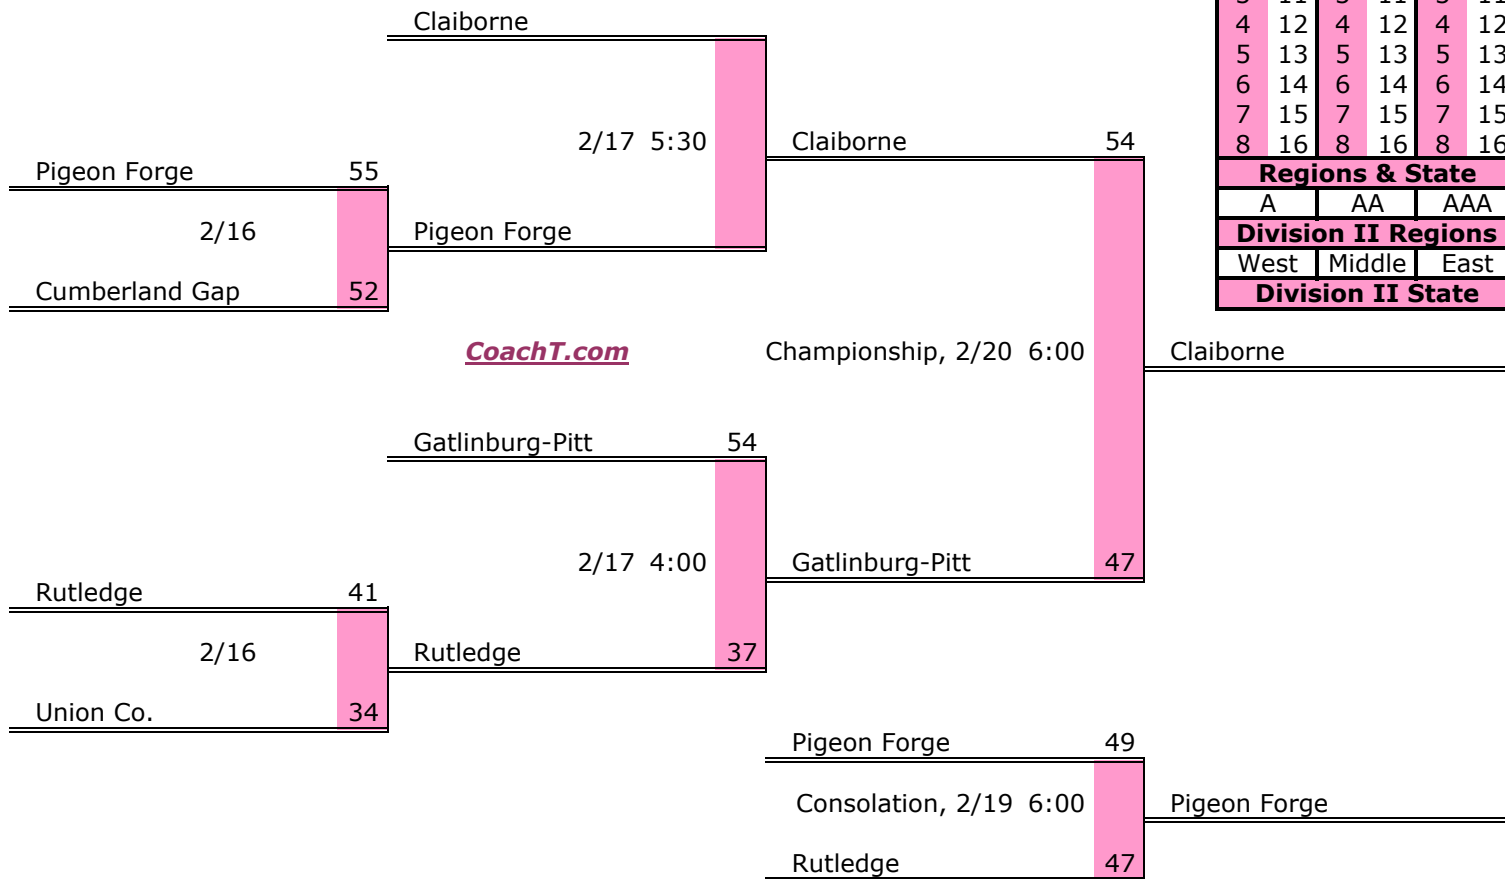 Claiborne
4 12 4 12 4 12
5 13 5 13 5 13
6 14 6 14 6 14
2/17 5:30 Claiborne 54 7 15 7 15 7 15
8 16 8 16 8 16
Pigeon Forge 55 Regions & State
A AA AAA
2/16 Pigeon Forge Division II Regions
West Middle East
Cumberland Gap 52 Division II State
CoachT.com Championship, 2/20 6:00 Claiborne
Gatlinburg-Pitt 54
2/17 4:00 Gatlinburg-Pitt 47
Rutledge 41
2/16 Rutledge 37
Union Co. 34
Pigeon Forge 49
Consolation, 2/19 6:00 Pigeon Forge
Rutledge 47